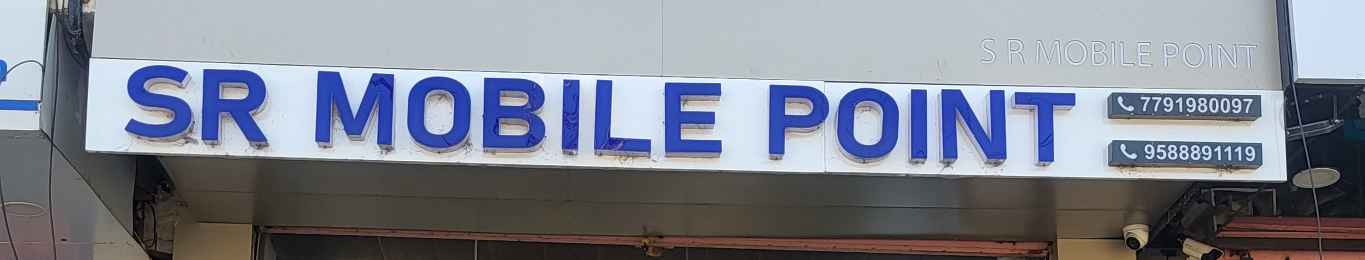 S R MOBILE POINT
SR MOBILE POINT
7791980097
9588891119